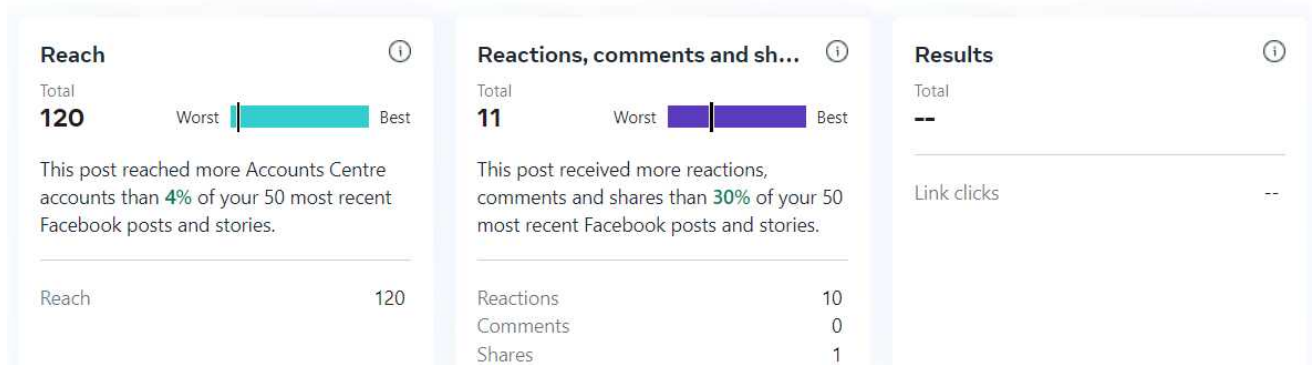 Reach
Total
120
Worst
Best
This post reached more Accounts Centre
accounts than 4% of your 50 most recent
Facebook posts and stories.
Reach 120
Reactions, comments and sh...
Total
11
Worst
Best
This post received more reactions,
comments and shares than 30% of your 50
most recent Facebook posts and stories.
Reactions 10
Comments 0
Shares 1
Results
Total
--
Link clicks --